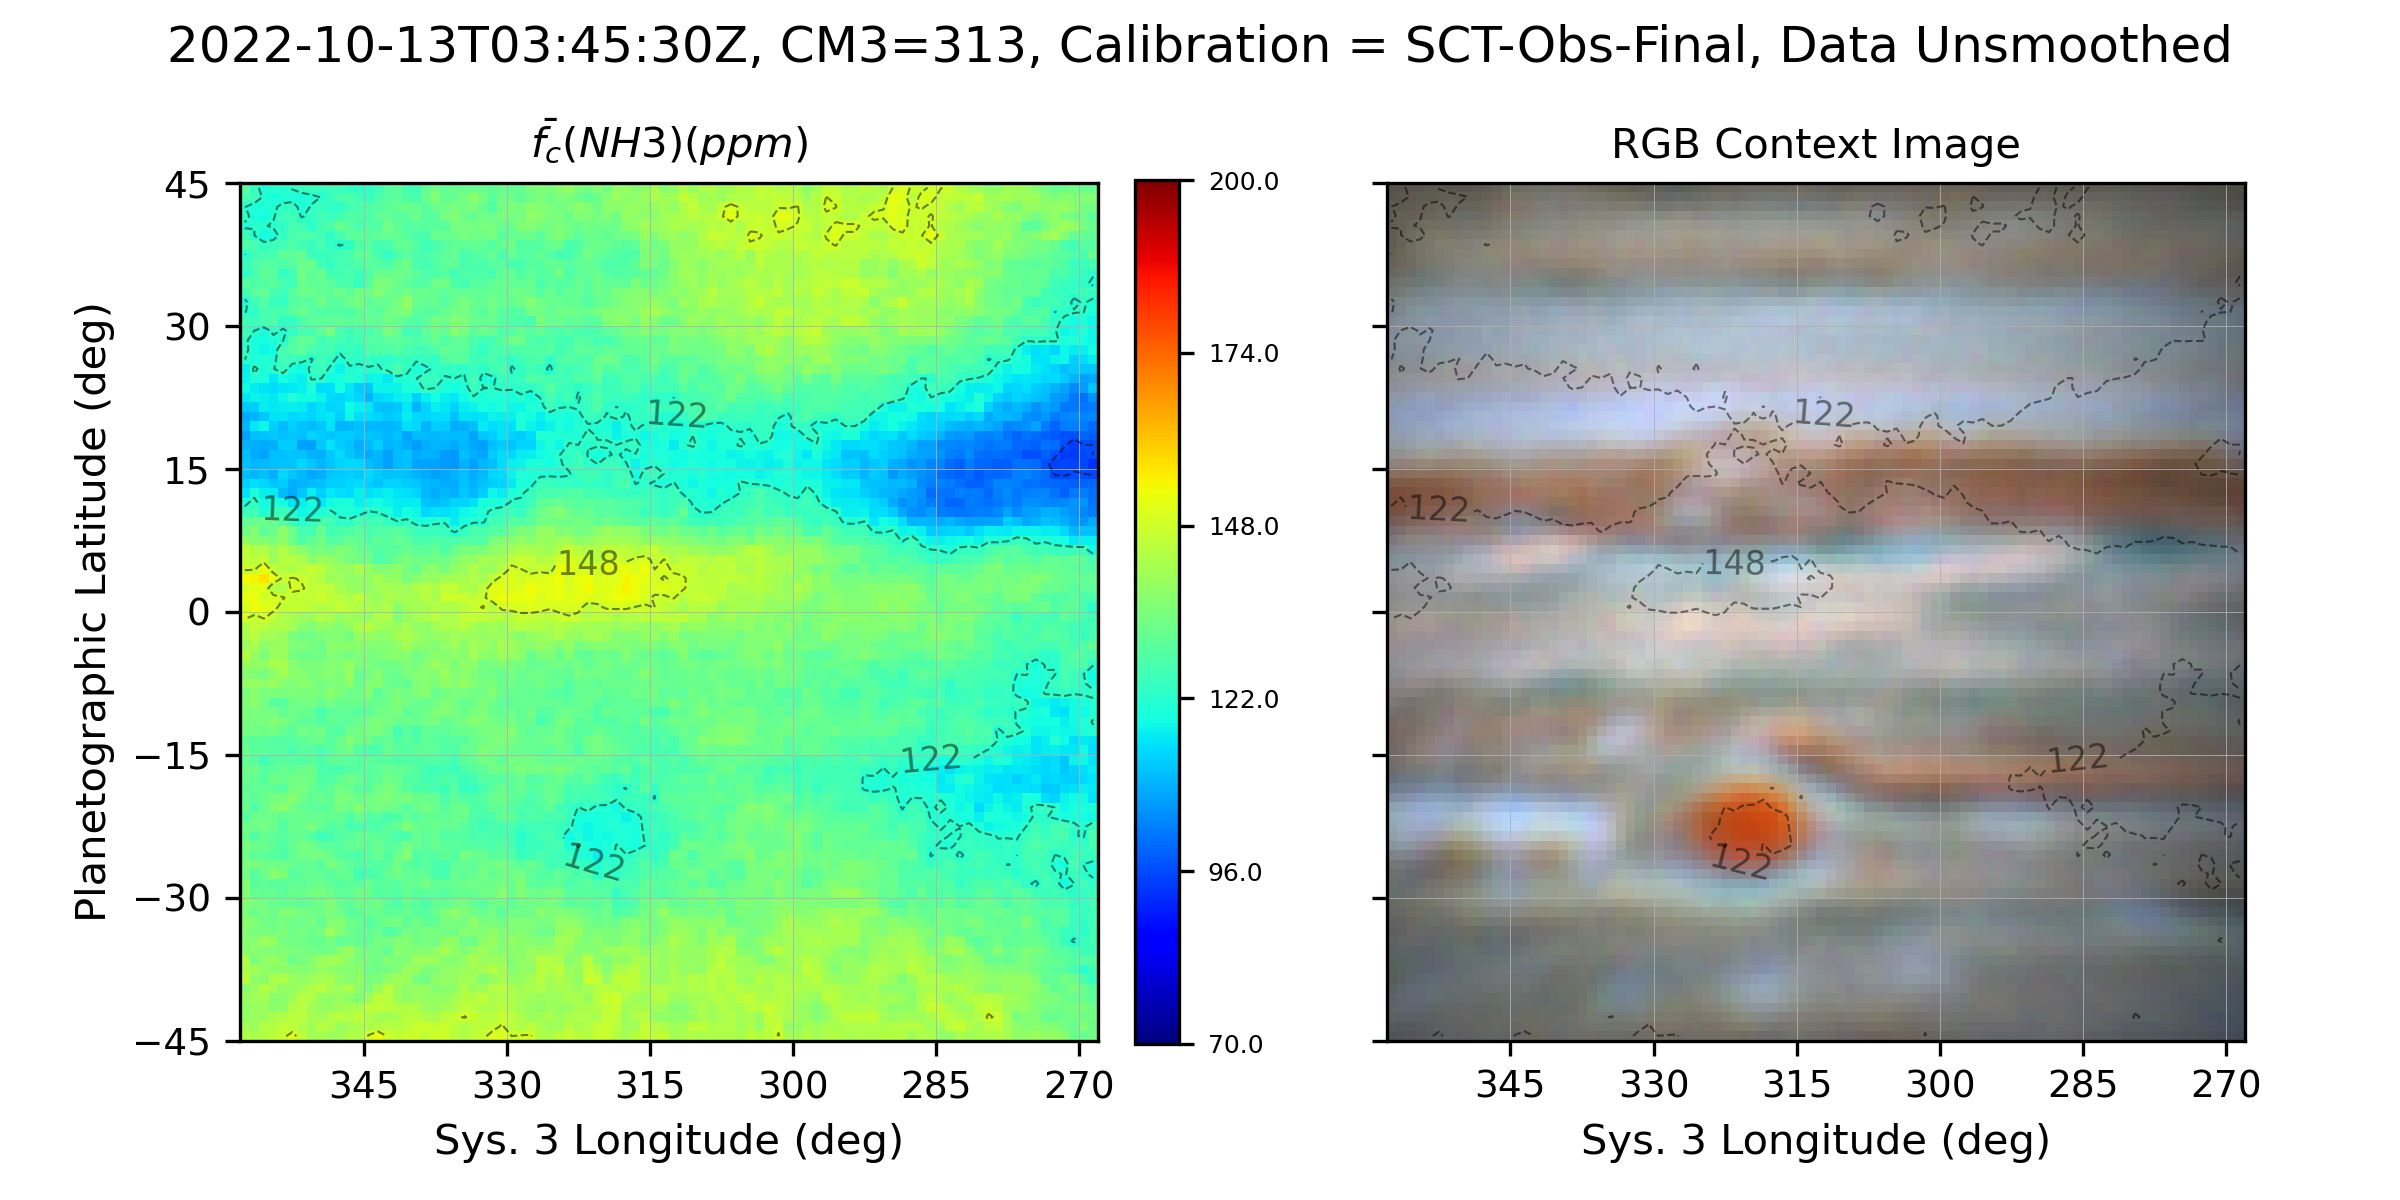 2022-10-13T03:45:30Z, CM3=313, Calibration = SCT-Obs-Final, Data Unsmoothed
f̄_c(NH3)(ppm)
RGB Context Image
Planetographic Latitude (deg)
45
30
15
0
−15
−30
−45
345 330 315 300 285 270
Sys. 3 Longitude (deg)
122
122
148
122
122
200.0
174.0
148.0
122.0
96.0
70.0
122
122
148
122
122
345 330 315 300 285 270
Sys. 3 Longitude (deg)